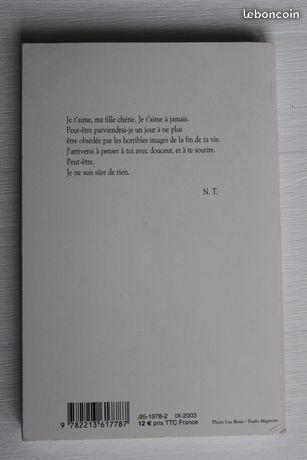 leboncoin
Je t'aime, ma fille chérie. Je t'aime à jamais.
Peut-être parviendrai-je un jour à ne plus
être obsédée par les horribles images de la fin de ta vie.
J'arriverai à penser à toi avec douceur, et à te sourire.
Peut-être.
Je ne suis sûre de rien.
N. T.
35-1978-2 IX-2003
12 € prix TTC France
9 782213 617787
Photo Luc Roux / Studio Magazine